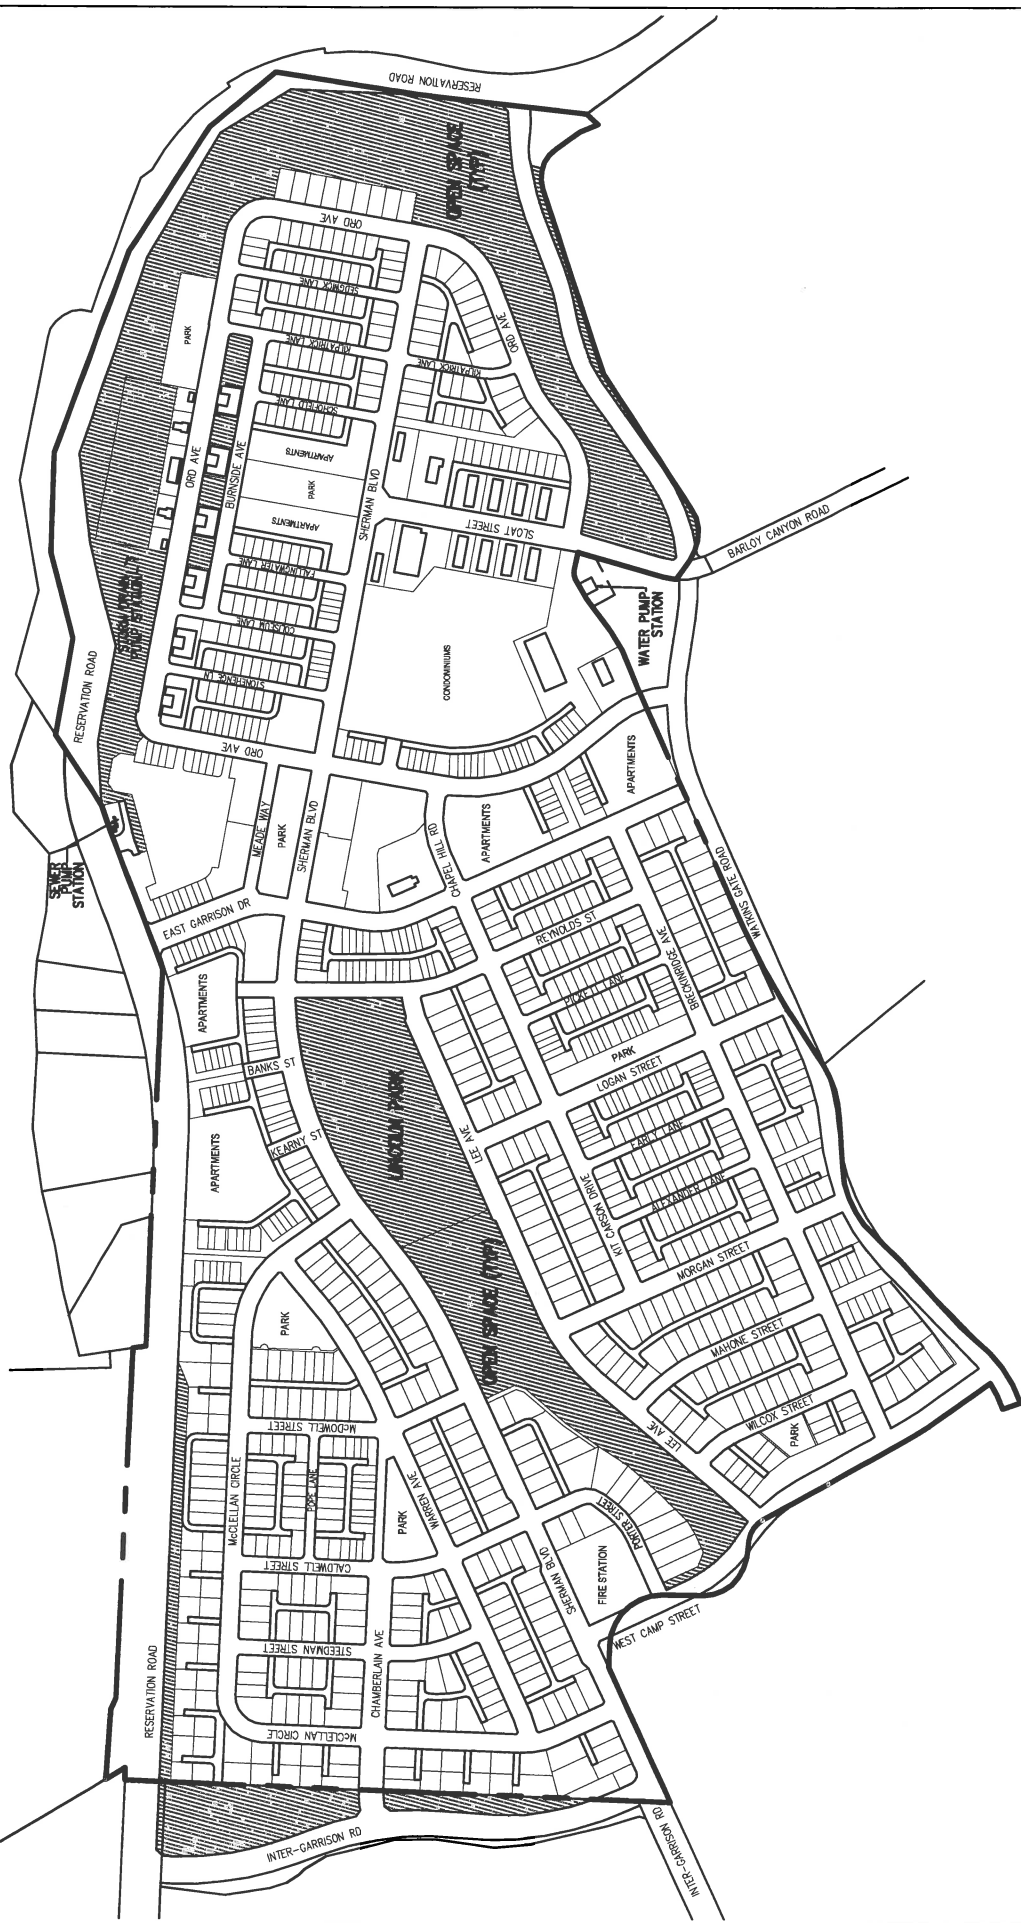 RESERVATION ROAD
OPEN SPACE
(TYP)
ORD AVE
SEDGWICK LANE
PARK
KILPATRICK LANE
ORD AVE
KILPATRICK LANE
SCHOFIELD LANE
ORD AVE
BURNSIDE AVE
APARTMENTS
PARK
SHERMAN BLVD
APARTMENTS
SLOAT STREET
BARLOY CANYON ROAD
FALLINGWATER LANE
STORM DRAIN
PUMP STATION
COLISEUM LANE
WATER PUMP
STATION
STONEHENGE LN
CONDOMINIUMS
RESERVATION ROAD
ORD AVE
APARTMENTS
MEADE WAY
PARK
SHERMAN BLVD
APARTMENTS
CHAPEL HILL RD
SEWER
PUMP
STATION
EAST GARRISON DR
REYNOLDS ST
BRECKINRIDGE AVE
WATKINS GATE ROAD
APARTMENTS
PICKETT LANE
BANKS ST
PARK
LOGAN STREET
LINCOLN PARK
KEARNY ST
LEE AVE
EARLY LANE
APARTMENTS
ALEXANDER LANE
KIT CARSON DRIVE
OPEN SPACE (TYP)
MORGAN STREET
PARK
MAHONE STREET
McDOWELL STREET
WILCOX STREET
PARK
LEE AVE
McCLELLAN CIRCLE
POPE LANE
WARREN AVE
PARK
PORTER STREET
CALDWELL STREET
SHERMAN BLVD
FIRE STATION
WEST CAMP STREET
STEEDMAN STREET
CHAMBERLAIN AVE
RESERVATION ROAD
McCLELLAN CIRCLE
INTER-GARRISON RD
INTER-GARRISON RD